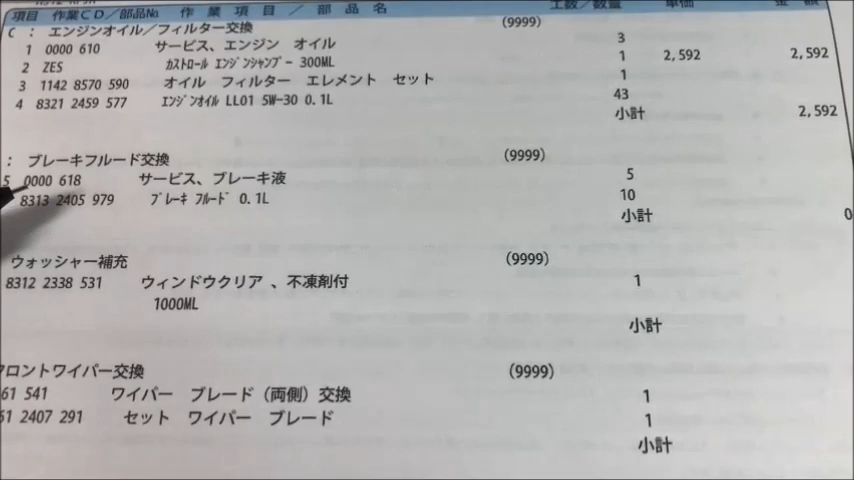 項目 作業CD／部品№ 作業項目／部品名 工数／数量 単価 金額
C : エンジンオイル／フィルター交換 (9999)
1 0000 610 サービス、エンジン オイル 3
2 ZES ｶｽﾄﾛｰﾙ ｴﾝｼﾞﾝｼｬﾝﾌﾟｰ 300ML 1 2,592 2,592
3 1142 8570 590 オイル フィルター エレメント セット 1
4 8321 2459 577 ｴﾝｼﾞﾝｵｲﾙ LL01 5W-30 0.1L 43
小計 2,592
: ブレーキフルード交換 (9999)
5 0000 618 サービス、ブレーキ液 5
8313 2405 979 ﾌﾞﾚｰｷ ﾌﾙｰﾄﾞ 0.1L 10
小計 0
ウォッシャー補充 (9999)
8312 2338 531 ウィンドウクリア 、不凍剤付 1
1000ML
小計
フロントワイパー交換 (9999)
61 541 ワイパー ブレード（両側）交換 1
61 2407 291 セット ワイパー ブレード 1
小計